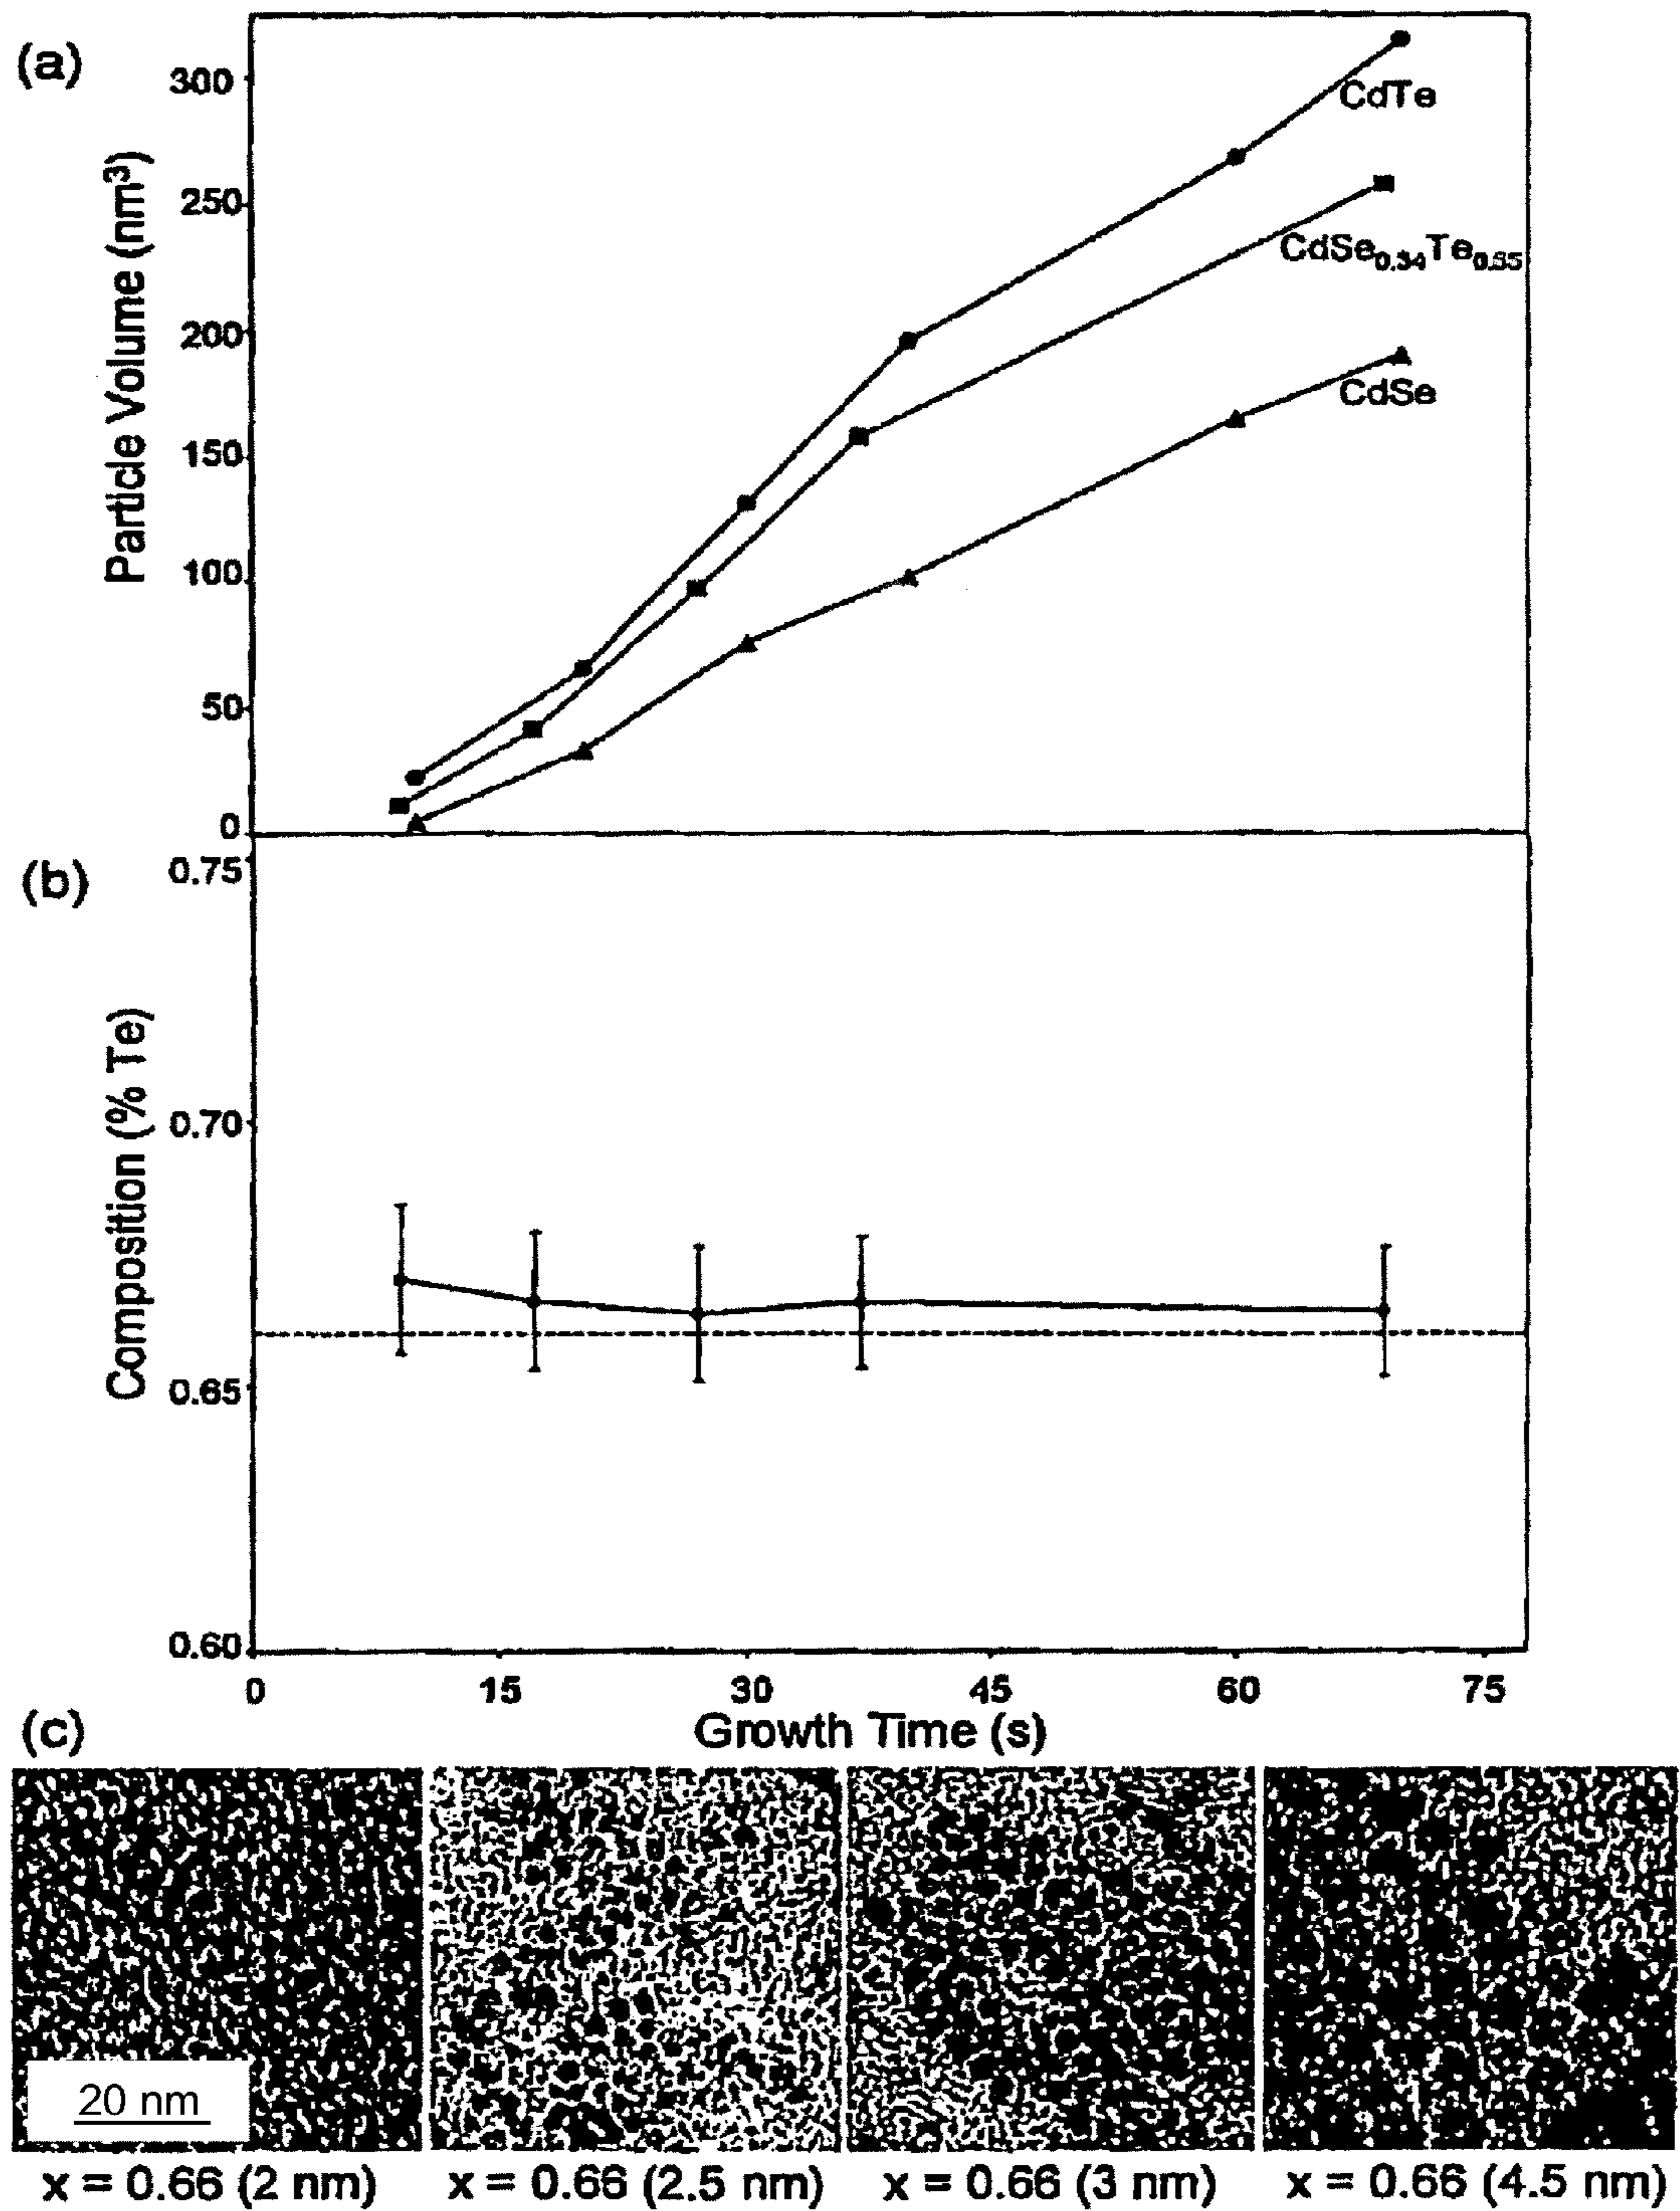 (a)
300
250
200
150
100
50
0
Particle Volume (nm³)
CdTe
CdSe₀.₃₄Te₀.₆₅
CdSe
(b)
0.75
0.70
0.65
0.60
Composition (% Te)
0 15 30 45 60 75
Growth Time (s)
(c)
20 nm
x = 0.66 (2 nm) x = 0.66 (2.5 nm) x = 0.66 (3 nm) x = 0.66 (4.5 nm)